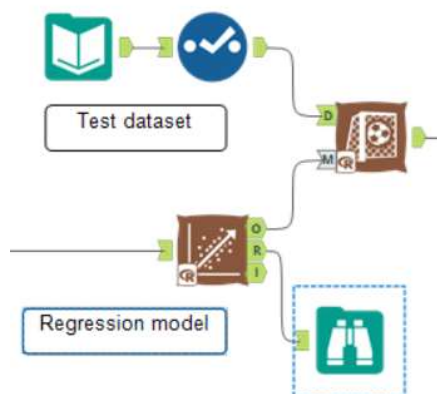 Test dataset
D
M
R
O
R
I
R
Regression model